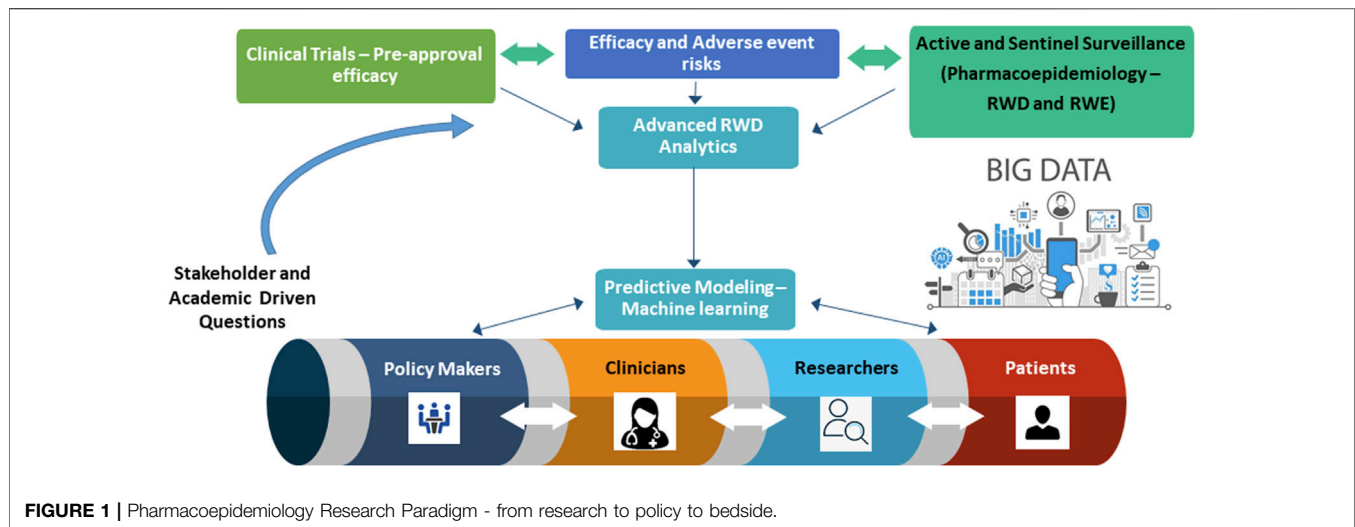 Clinical Trials – Pre-approval
efficacy
Efficacy and Adverse event
risks
Active and Sentinel Surveillance
(Pharmacoepidemiology –
RWD and RWE)
Advanced RWD
Analytics
BIG DATA
AI
Stakeholder and
Academic Driven
Questions
Predictive Modeling –
Machine learning
Policy Makers
Clinicians
Researchers
Patients
FIGURE 1 | Pharmacoepidemiology Research Paradigm - from research to policy to bedside.